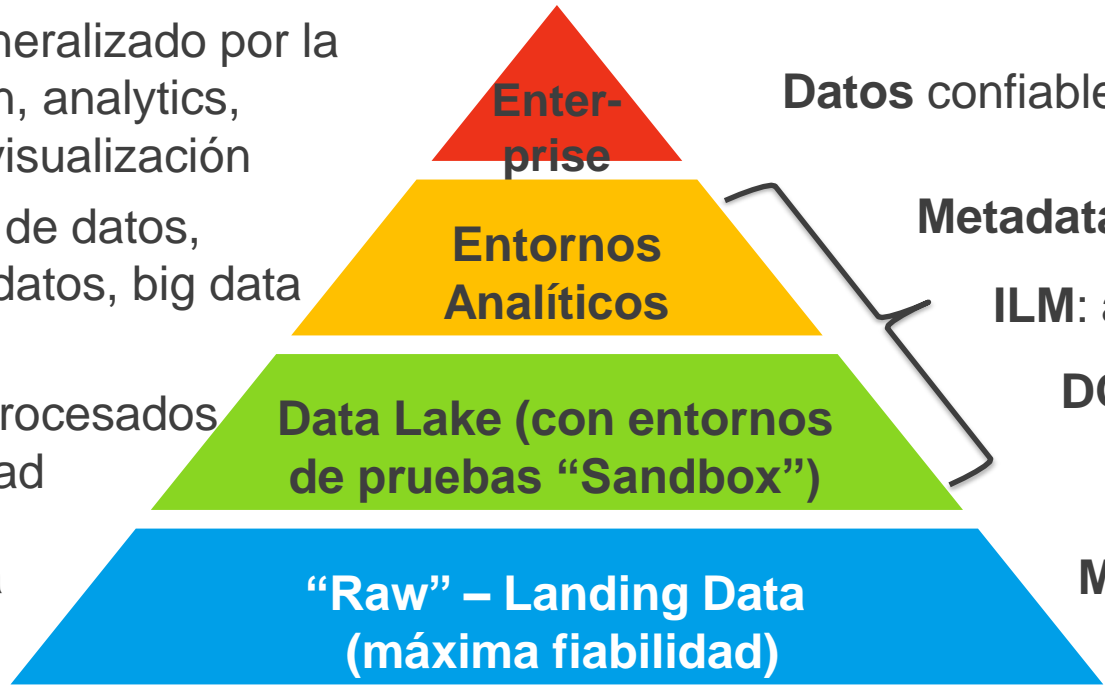 neralizado por la
n, analytics,
visualización
de datos,
datos, big data
rocesados
ad
Enter-
prise
Entornos
Analíticos
Data Lake (con entornos
de pruebas “Sandbox”)
“Raw” – Landing Data
(máxima fiabilidad)
Datos confiable
Metadata
ILM: a
M